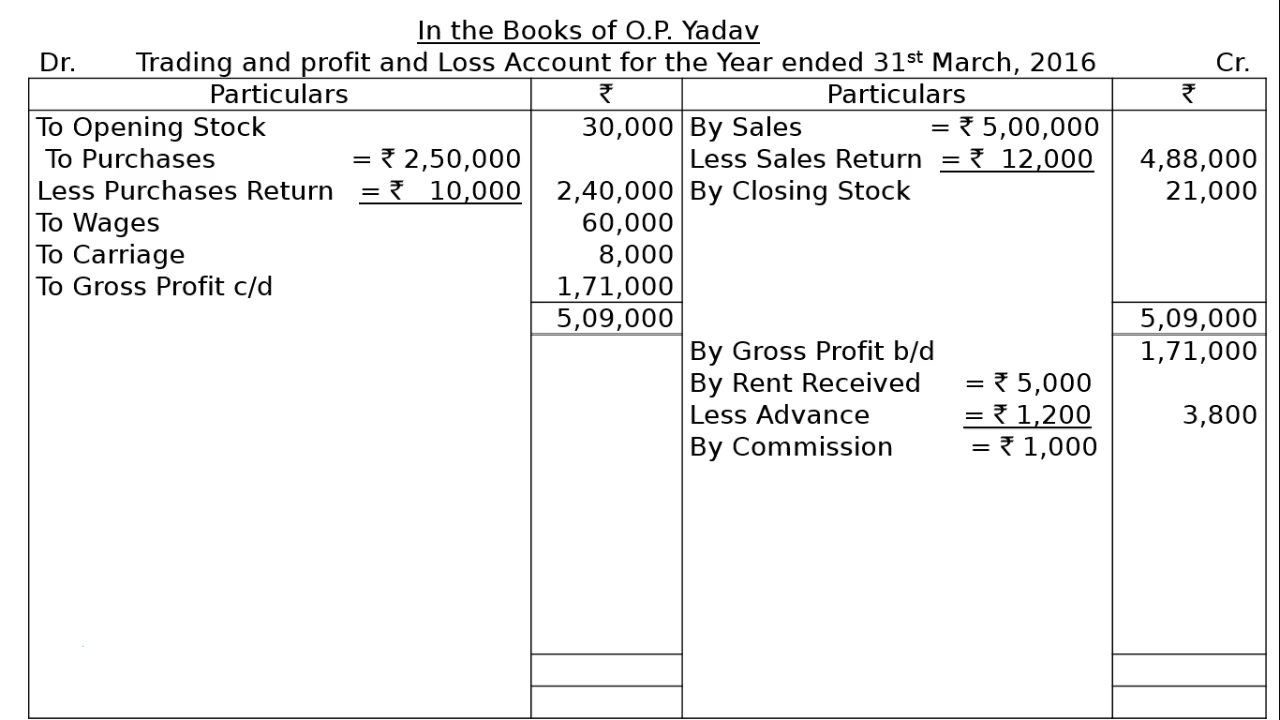 In the Books of O.P. Yadav
Dr. Trading and profit and Loss Account for the Year ended 31st March, 2016 Cr.
Particulars ₹ Particulars ₹
To Opening Stock 30,000 By Sales = ₹ 5,00,000
To Purchases = ₹ 2,50,000 Less Sales Return = ₹ 12,000 4,88,000
Less Purchases Return = ₹ 10,000 2,40,000 By Closing Stock 21,000
To Wages 60,000
To Carriage 8,000
To Gross Profit c/d 1,71,000
5,09,000 5,09,000
By Gross Profit b/d 1,71,000
By Rent Received = ₹ 5,000
Less Advance = ₹ 1,200 3,800
By Commission = ₹ 1,000